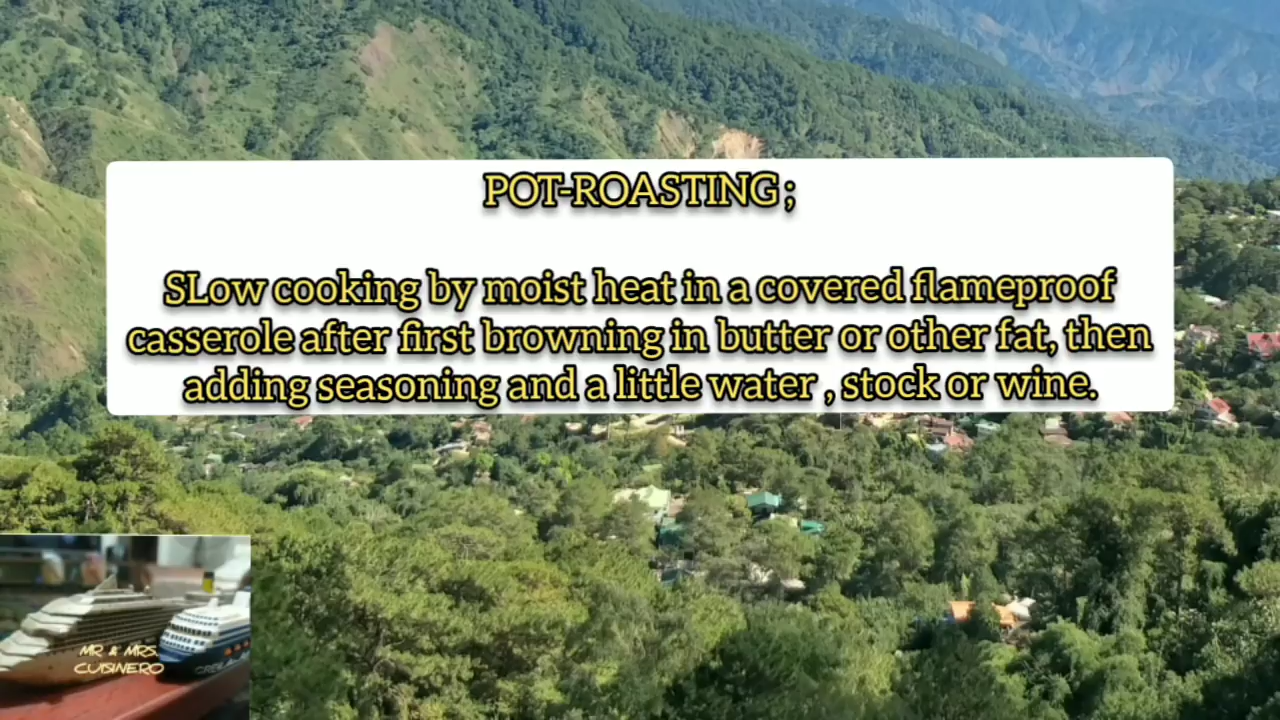 POT-ROASTING ;
SLow cooking by moist heat in a covered flameproof
casserole after first browning in butter or other fat, then
adding seasoning and a little water , stock or wine.
MR & MRS.
CUISINERO